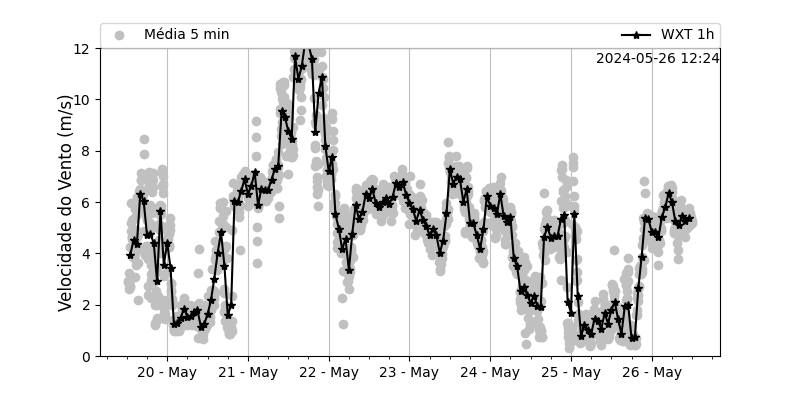 Média 5 min
WXT 1h
2024-05-26 12:24
Velocidade do Vento (m/s)
12
10
8
6
4
2
0
20 - May
21 - May
22 - May
23 - May
24 - May
25 - May
26 - May